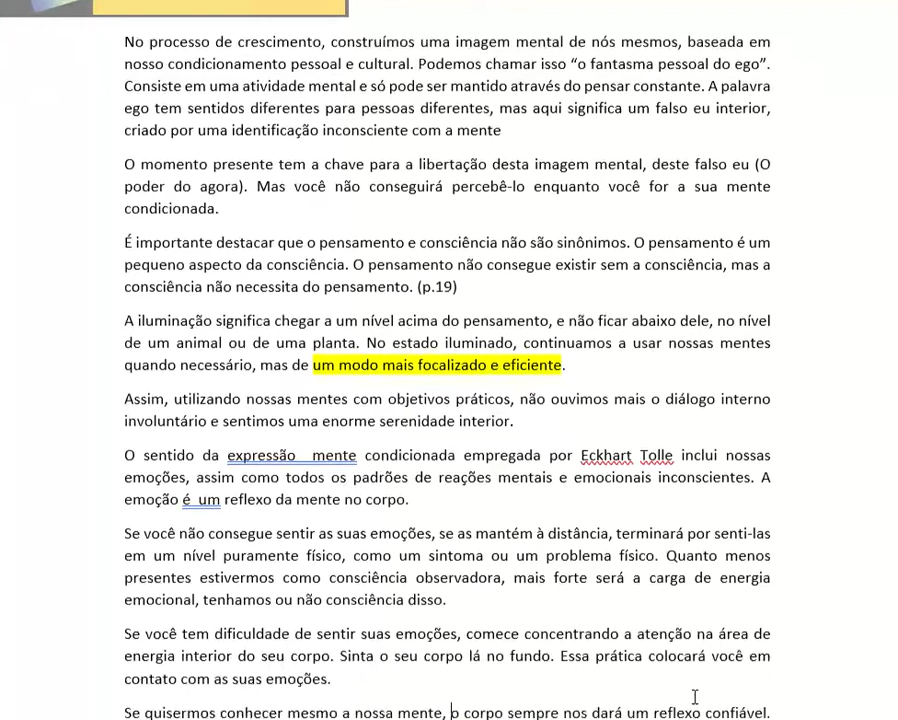 No processo de crescimento, construímos uma imagem mental de nós mesmos, baseada em
nosso condicionamento pessoal e cultural. Podemos chamar isso “o fantasma pessoal do ego”.
Consiste em uma atividade mental e só pode ser mantido através do pensar constante. A palavra
ego tem sentidos diferentes para pessoas diferentes, mas aqui significa um falso eu interior,
criado por uma identificação inconsciente com a mente
O momento presente tem a chave para a libertação desta imagem mental, deste falso eu (O
poder do agora). Mas você não conseguirá percebê-lo enquanto você for a sua mente
condicionada.
É importante destacar que o pensamento e consciência não são sinônimos. O pensamento é um
pequeno aspecto da consciência. O pensamento não consegue existir sem a consciência, mas a
consciência não necessita do pensamento. (p.19)
A iluminação significa chegar a um nível acima do pensamento, e não ficar abaixo dele, no nível
de um animal ou de uma planta. No estado iluminado, continuamos a usar nossas mentes
quando necessário, mas de um modo mais focalizado e eficiente.
Assim, utilizando nossas mentes com objetivos práticos, não ouvimos mais o diálogo interno
involuntário e sentimos uma enorme serenidade interior.
O sentido da expressão mente condicionada empregada por Eckhart Tolle inclui nossas
emoções, assim como todos os padrões de reações mentais e emocionais inconscientes. A
emoção é um reflexo da mente no corpo.
Se você não consegue sentir as suas emoções, se as mantém à distância, terminará por senti-las
em um nível puramente físico, como um sintoma ou um problema físico. Quanto menos
presentes estivermos como consciência observadora, mais forte será a carga de energia
emocional, tenhamos ou não consciência disso.
Se você tem dificuldade de sentir suas emoções, comece concentrando a atenção na área de
energia interior do seu corpo. Sinta o seu corpo lá no fundo. Essa prática colocará você em
contato com as suas emoções.
Se quisermos conhecer mesmo a nossa mente, o corpo sempre nos dará um reflexo confiável.